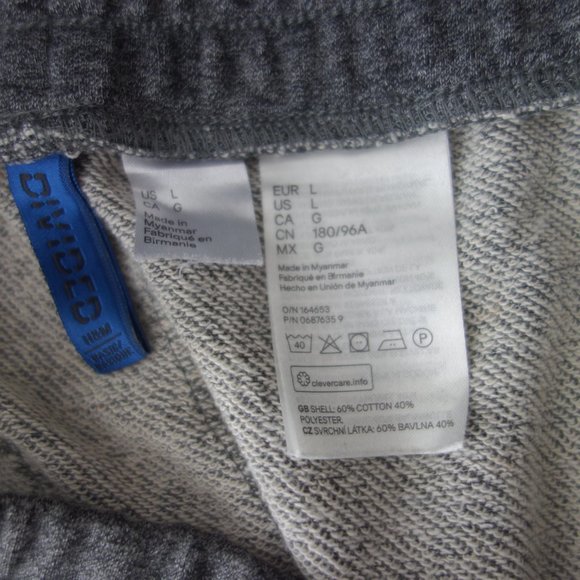 DIVIDED
H&M
BASIC/
BASIQUE
US L
CA G
Made in
Myanmar
Fabriqué en
Birmanie
EUR L
US L
CA G
CN 180/96A
MX G
Made in Myanmar
Fabriqué en Birmanie
Hecho en Unión de Myanmar
O/N 164653
P/N 0687635 9
40
P
clevercare.info
GB SHELL: 60% COTTON 40%
POLYESTER.
CZ SVRCHNÍ LÁTKA: 60% BAVLNA 40%